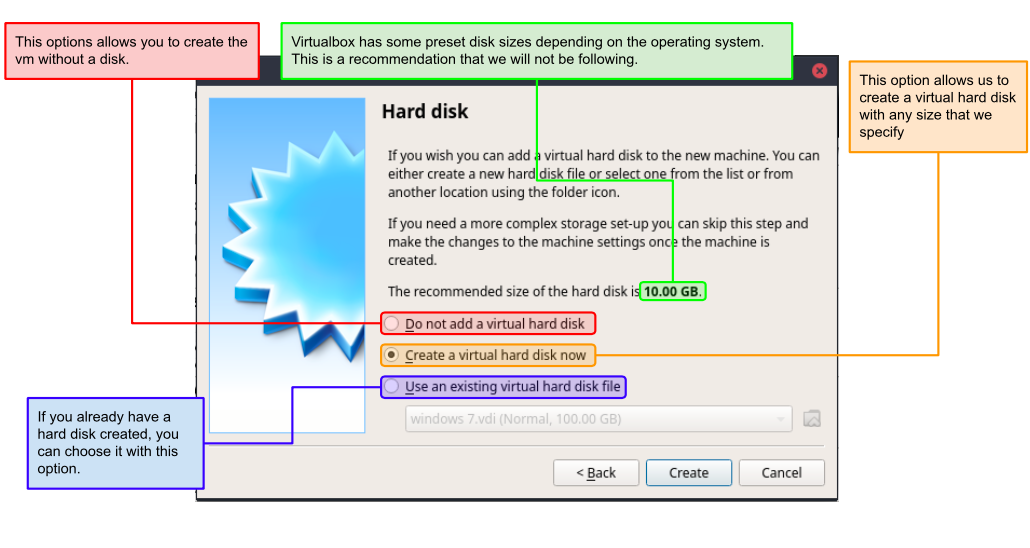 This options allows you to create the
vm without a disk.
Virtualbox has some preset disk sizes depending on the operating system.
This is a recommendation that we will not be following.
This option allows us to
create a virtual hard disk
with any size that we
specify
Hard disk
If you wish you can add a virtual hard disk to the new machine. You can
either create a new hard disk file or select one from the list or from
another location using the folder icon.
If you need a more complex storage set-up you can skip this step and
make the changes to the machine settings once the machine is
created.
The recommended size of the hard disk is 10.00 GB.
Do not add a virtual hard disk
Create a virtual hard disk now
Use an existing virtual hard disk file
windows 7.vdi (Normal, 100.00 GB)
If you already have a
hard disk created, you
can choose it with this
option.
< Back
Create
Cancel